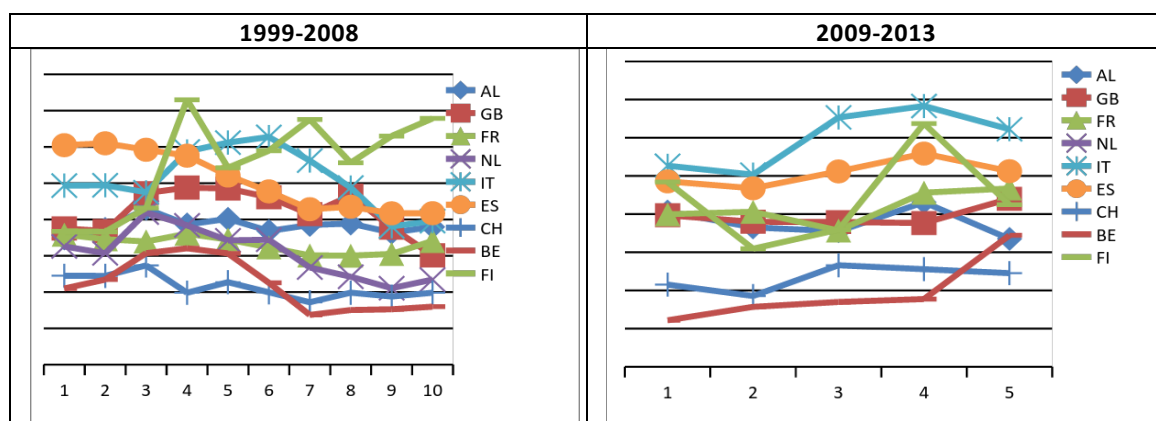 1999-2008
2009-2013
AL
GB
FR
NL
IT
ES
CH
BE
FI
1 2 3 4 5 6 7 8 9 10
AL
GB
FR
NL
IT
ES
CH
BE
FI
1 2 3 4 5